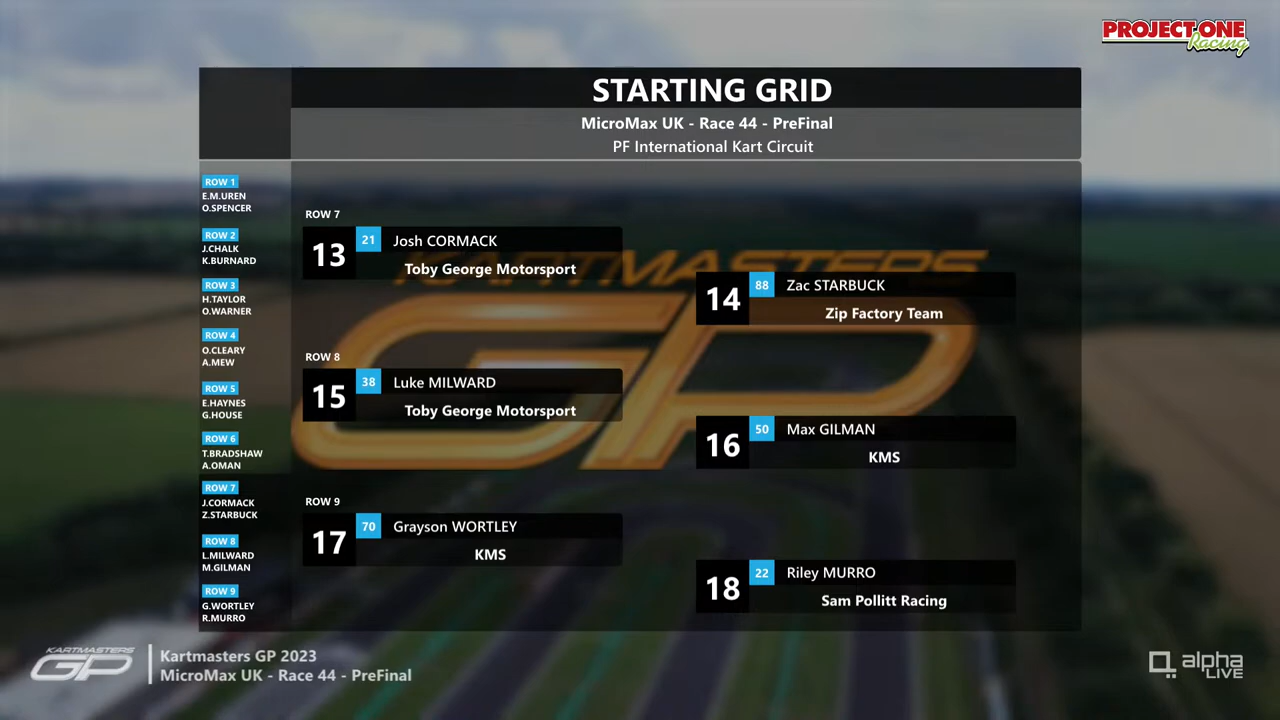 PROJECT ONE
Racing
STARTING GRID
MicroMax UK - Race 44 - PreFinal
PF International Kart Circuit
ROW 1
E.M.UREN
O.SPENCER
ROW 2
J.CHALK
K.BURNARD
ROW 3
H.TAYLOR
O.WARNER
ROW 4
O.CLEARY
A.MEW
ROW 5
E.HAYNES
G.HOUSE
ROW 6
T.BRADSHAW
A.OMAN
ROW 7
J.CORMACK
Z.STARBUCK
ROW 8
L.MILWARD
M.GILMAN
ROW 9
G.WORTLEY
R.MURRO
KARTMASTERS
GP
ROW 7
13 21 Josh CORMACK
Toby George Motorsport
14 88 Zac STARBUCK
Zip Factory Team
ROW 8
15 38 Luke MILWARD
Toby George Motorsport
16 50 Max GILMAN
KMS
ROW 9
17 70 Grayson WORTLEY
KMS
18 22 Riley MURRO
Sam Pollitt Racing
KARTMASTERS
GP
Kartmasters GP 2023
MicroMax UK - Race 44 - PreFinal
alpha
LIVE